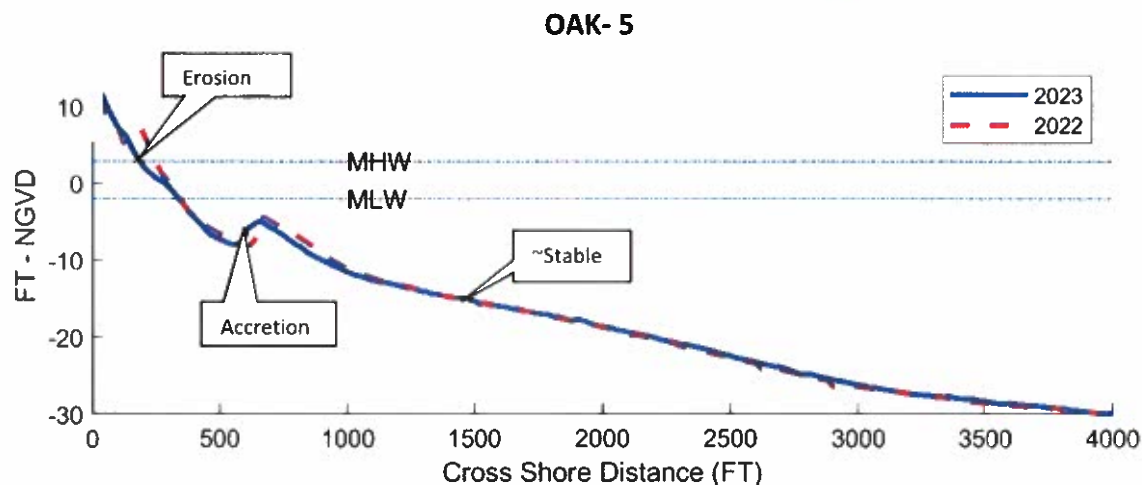 OAK- 5
Erosion
2023
2022
10
MHW
0
MLW
FT - NGVD
-10
~Stable
Accretion
-20
-30
0 500 1000 1500 2000 2500 3000 3500 4000
Cross Shore Distance (FT)